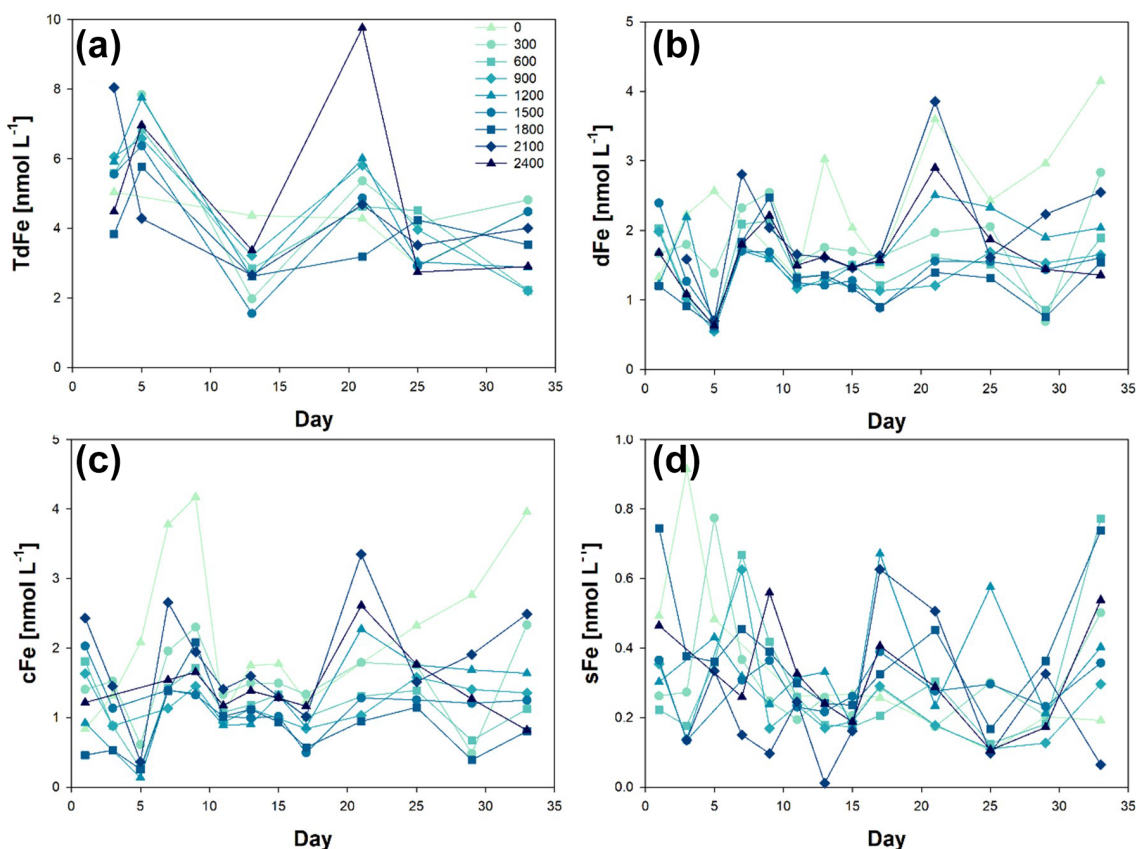 (a)
TdFe [nmol L⁻¹]
10
8
6
4
2
0
0 5 10 15 20 25 30 35
Day
0
300
600
900
1200
1500
1800
2100
2400
(b)
dFe [nmol L⁻¹]
5
4
3
2
1
0
0 5 10 15 20 25 30 35
Day
(c)
cFe [nmol L⁻¹]
5
4
3
2
1
0
0 5 10 15 20 25 30 35
Day
(d)
sFe [nmol L⁻¹]
1.0
0.8
0.6
0.4
0.2
0.0
0 5 10 15 20 25 30 35
Day